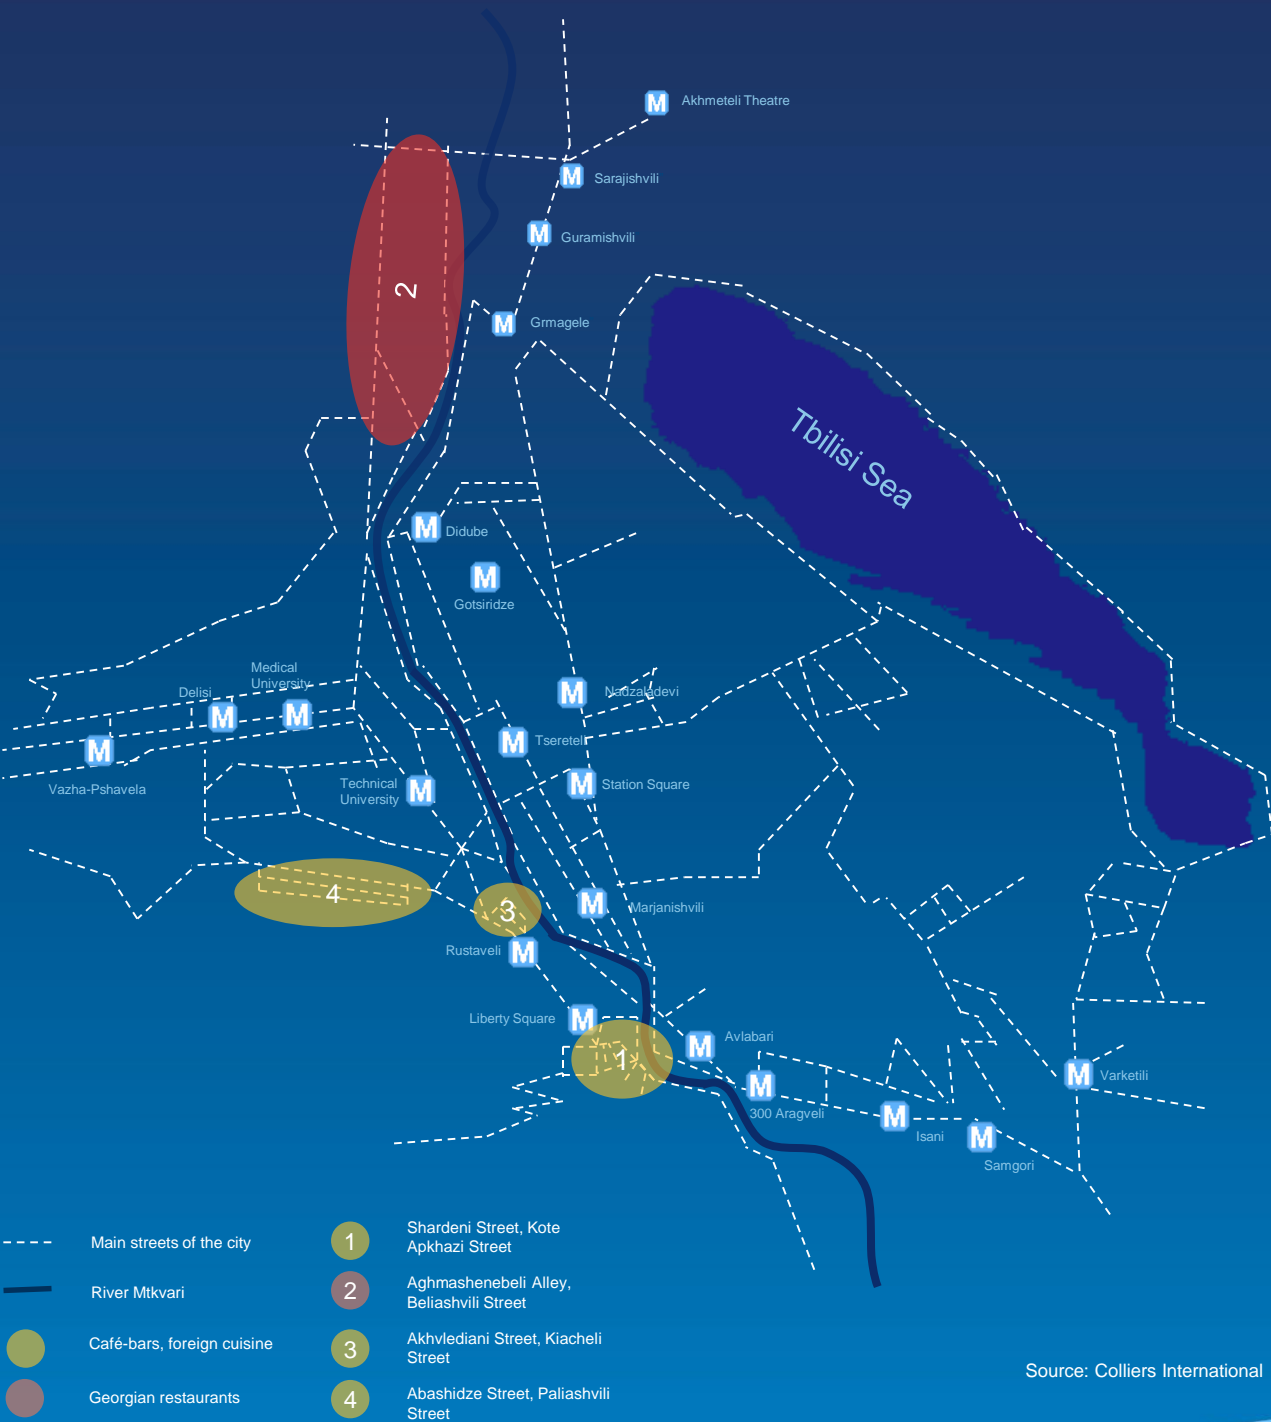 M Akhmeteli Theatre
M Sarajishvili
M Guramishvili
2
M Grmagele
Tbilisi Sea
M Didube
M
Gotsiridze
Medical
University
Delisi
M
M
M Nadzaladevi
M Tsereteli
M
Vazha-Pshavela
Technical
University
M
M Station Square
4
3
M Marjanishvili
Rustaveli M
Liberty Square M
1
M Avlabari
M
300 Aragveli
M Varketili
M
Isani
M
Samgori
Main streets of the city
River Mtkvari
Café-bars, foreign cuisine
Georgian restaurants
1 Shardeni Street, Kote
Apkhazi Street
2 Aghmashenebeli Alley,
Beliashvili Street
3 Akhvlediani Street, Kiacheli
Street
4 Abashidze Street, Paliashvili
Street
Source: Colliers International